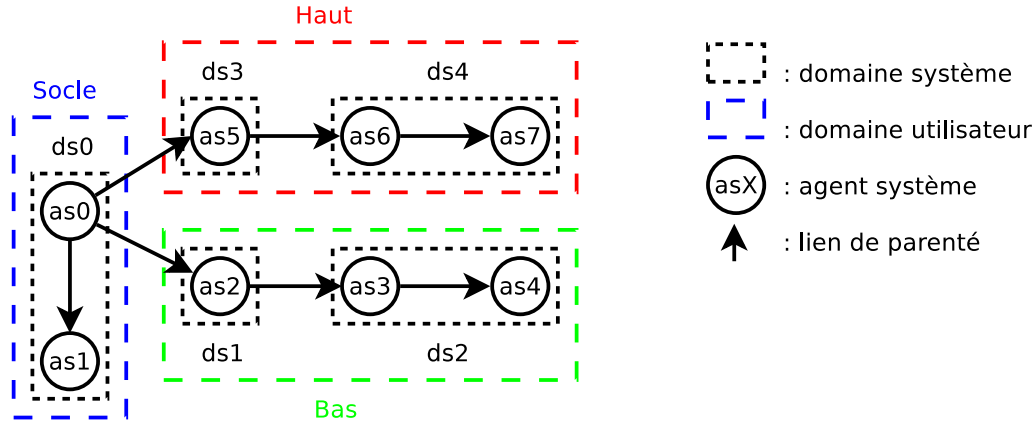 Haut
ds3
ds4
Socle
ds0
as5
as6
as7
as0
as2
as3
as4
as1
ds1
ds2
Bas
: domaine système
: domaine utilisateur
asX : agent système
: lien de parenté